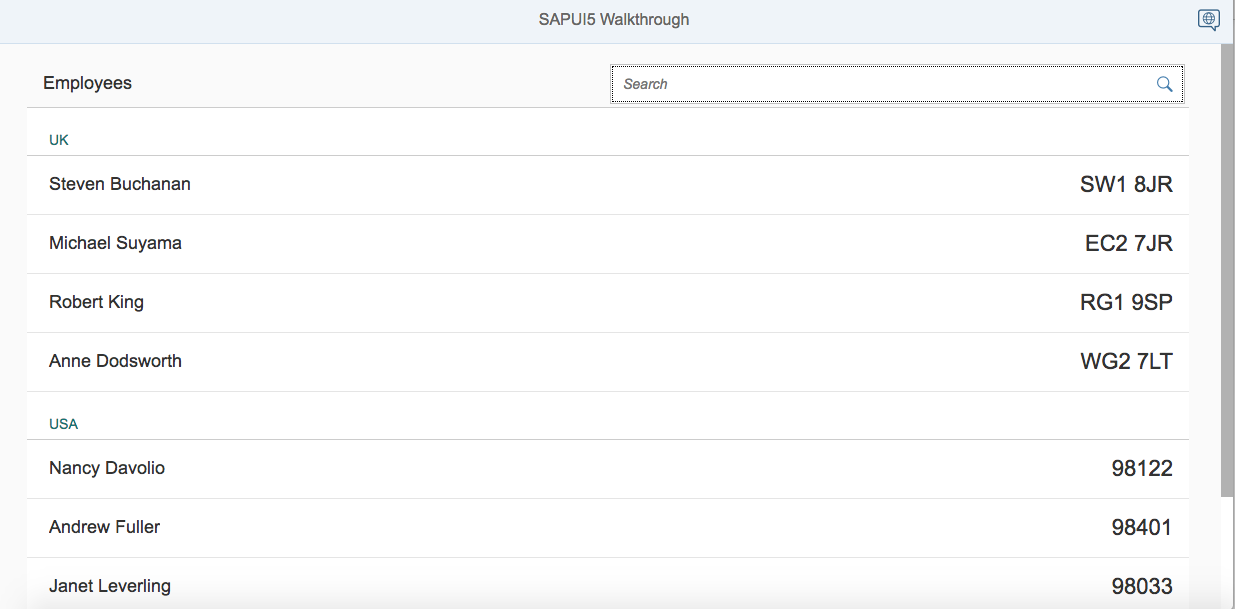 SAPUI5 Walkthrough
Employees
Search
UK
Steven Buchanan SW1 8JR
Michael Suyama EC2 7JR
Robert King RG1 9SP
Anne Dodsworth WG2 7LT
USA
Nancy Davolio 98122
Andrew Fuller 98401
Janet Leverling 98033